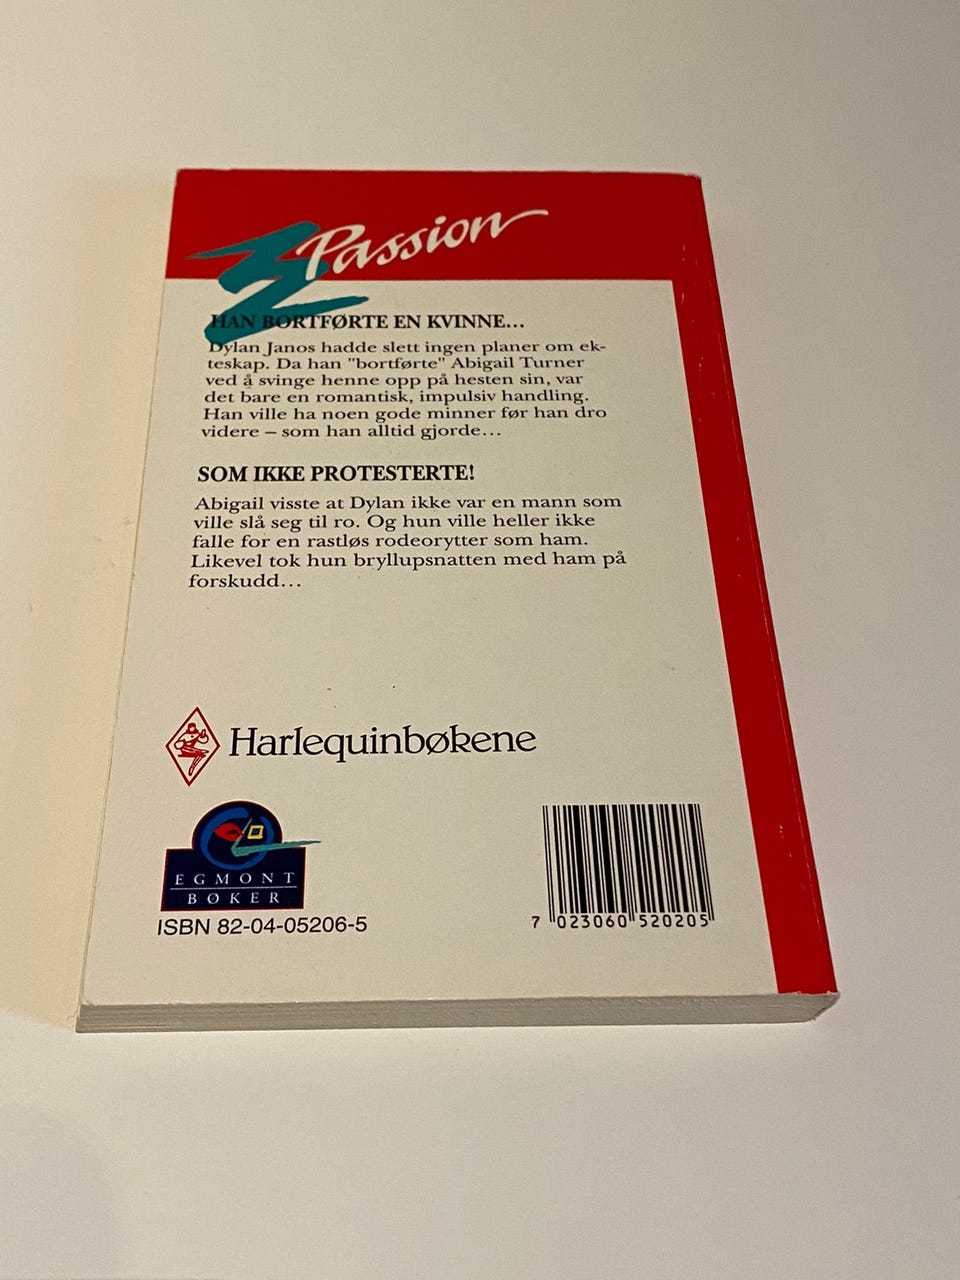 Passion
HAN BORTFØRTE EN KVINNE...
Dylan Janos hadde slett ingen planer om ek-
teskap. Da han "bortførte" Abigail Turner
ved å svinge henne opp på hesten sin, var
det bare en romantisk, impulsiv handling.
Han ville ha noen gode minner før han dro
videre – som han alltid gjorde...
SOM IKKE PROTESTERTE!
Abigail visste at Dylan ikke var en mann som
ville slå seg til ro. Og hun ville heller ikke
falle for en rastløs rodeorytter som ham.
Likevel tok hun bryllupsnatten med ham på
forskudd...
Harlequinbøkene
EGMONT
BØKER
ISBN 82-04-05206-5
7 023060 520205